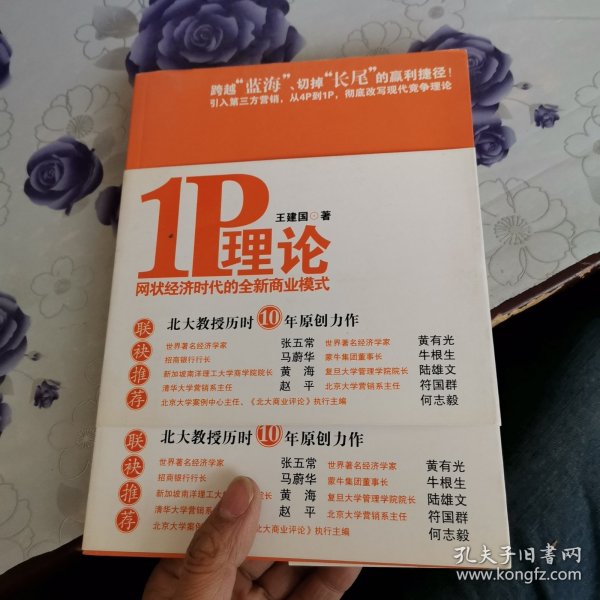 跨越“蓝海”、切掉“长尾”的赢利捷径！
引入第三方营销，从4P到1P，彻底改写现代竞争理论
1P理论
王建国 著
网状经济时代的全新商业模式
联袂推荐
北大教授历时10年原创力作
世界著名经济学家 张五常 世界著名经济学家 黄有光
招商银行行长 马蔚华 蒙牛集团董事长 牛根生
新加坡南洋理工大学商学院院长 黄海 复旦大学管理学院院长 陆雄文
清华大学营销系主任 赵平 北京大学营销系主任 符国群
北京大学案例中心主任、《北大商业评论》执行主编 何志毅
联袂推荐
北大教授历时10年原创力作
世界著名经济学家 张五常 世界著名经济学家 黄有光
招商银行行长 马蔚华 蒙牛集团董事长 牛根生
新加坡南洋理工大 院长 黄海 复旦大学管理学院院长 陆雄文
清华大学营销系 赵平 北京大学营销系主任 符国群
北京大学案例 北大商业评论》执行主编 何志毅
孔夫子旧书网
www.kongfz.com